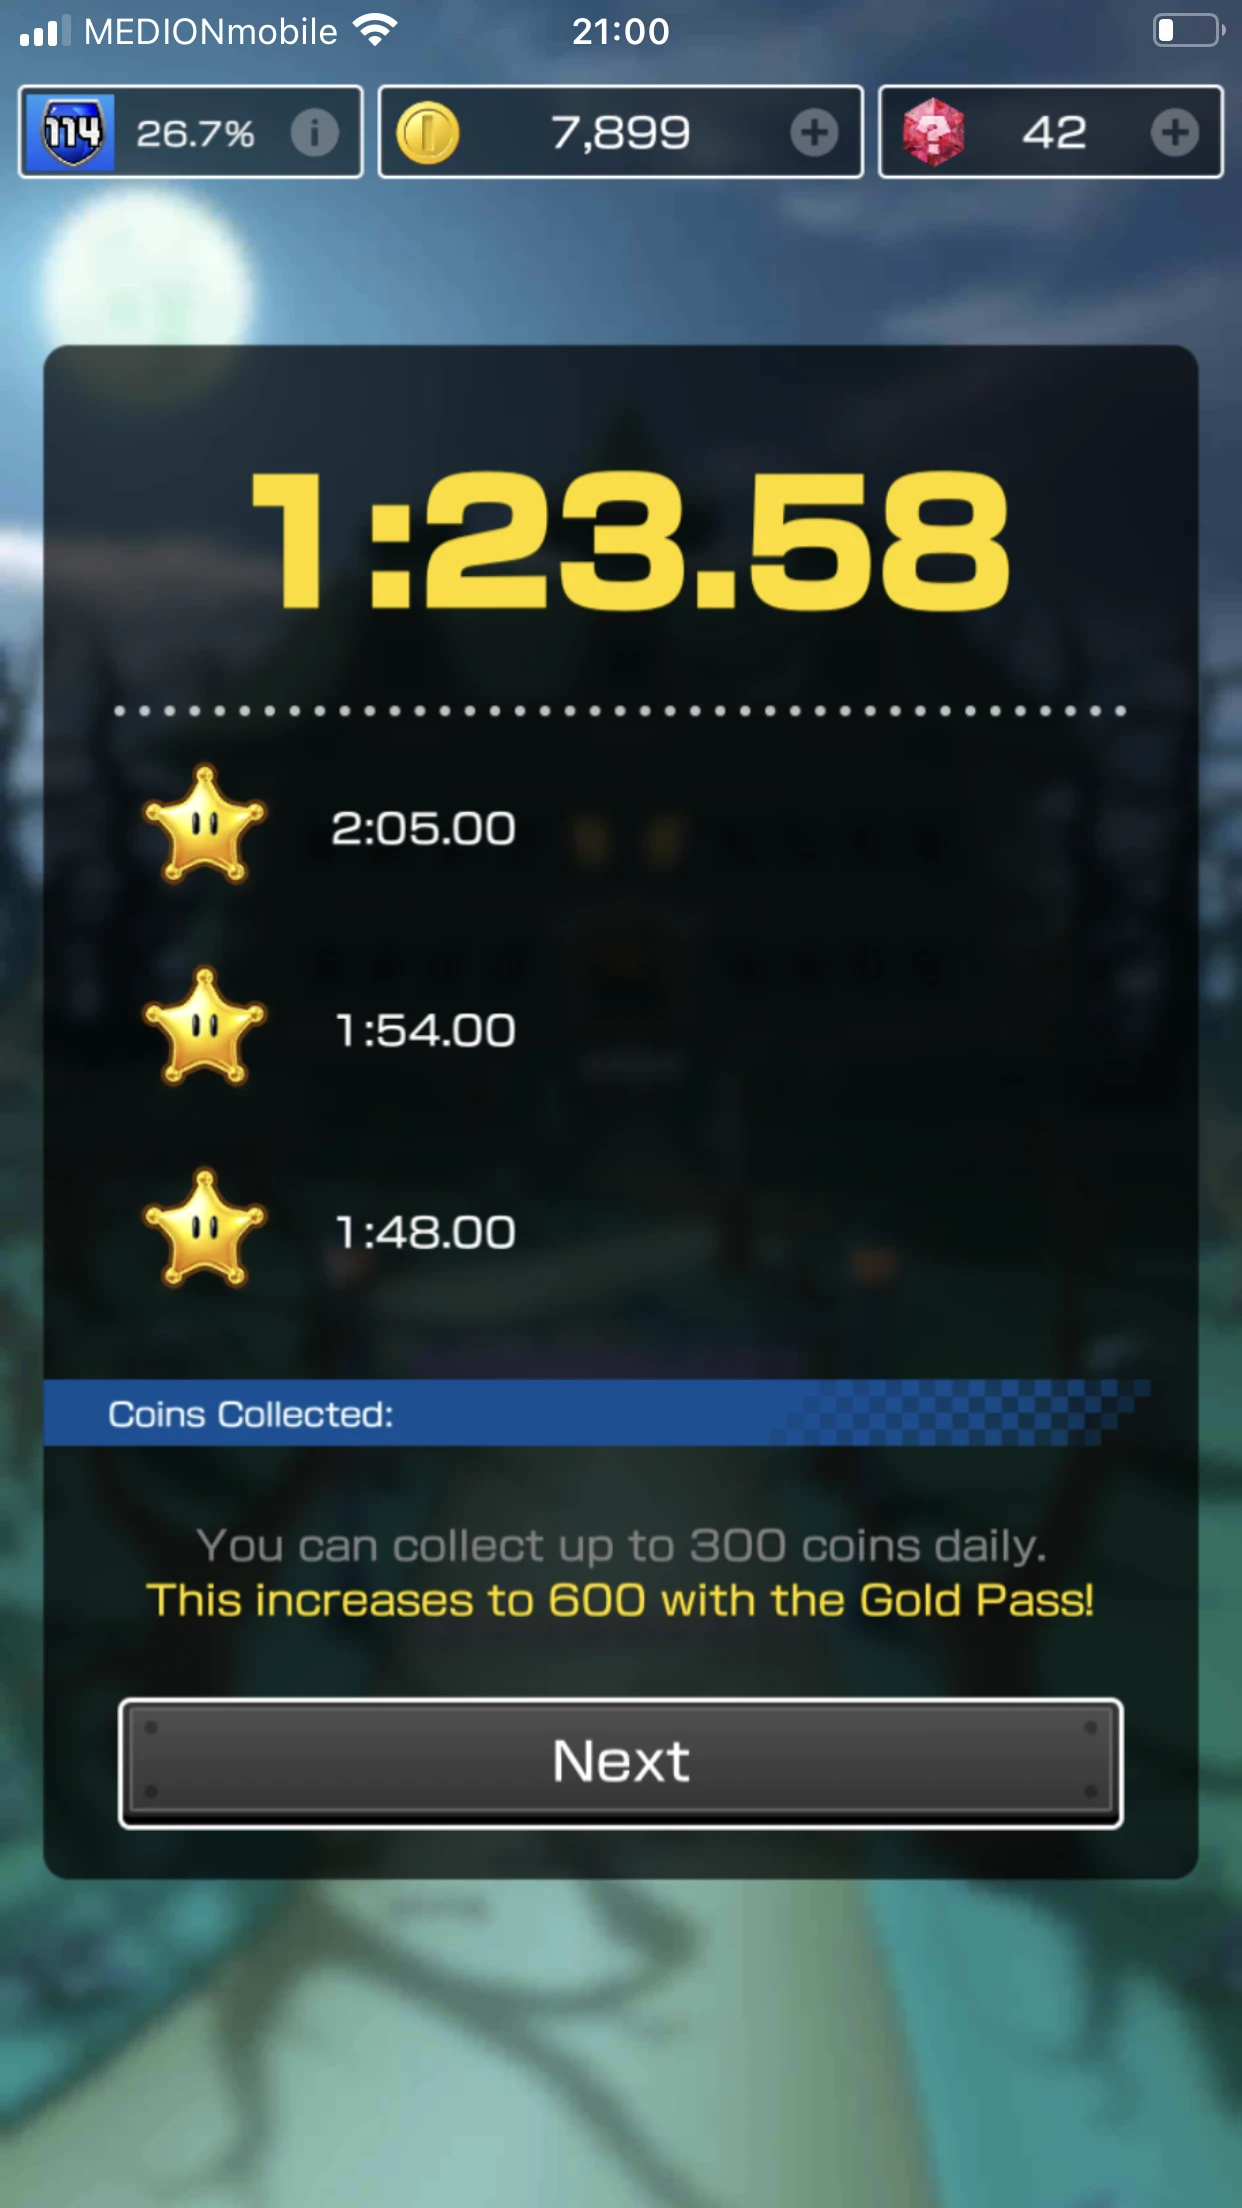 MEDIONmobile 21:00
114 26.7% i 7,899 + ? 42 +
1:23.58
2:05.00
1:54.00
1:48.00
Coins Collected:
You can collect up to 300 coins daily.
This increases to 600 with the Gold Pass!
Next